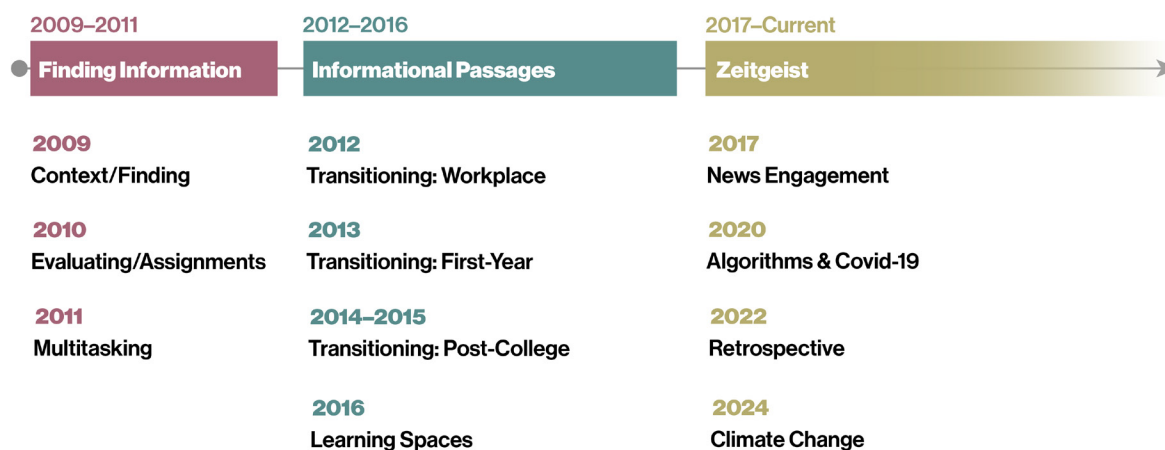 2009–2011
Finding Information
2009
Context/Finding
2010
Evaluating/Assignments
2011
Multitasking
2012–2016
Informational Passages
2012
Transitioning: Workplace
2013
Transitioning: First-Year
2014–2015
Transitioning: Post-College
2016
Learning Spaces
2017–Current
Zeitgeist
2017
News Engagement
2020
Algorithms & Covid-19
2022
Retrospective
2024
Climate Change